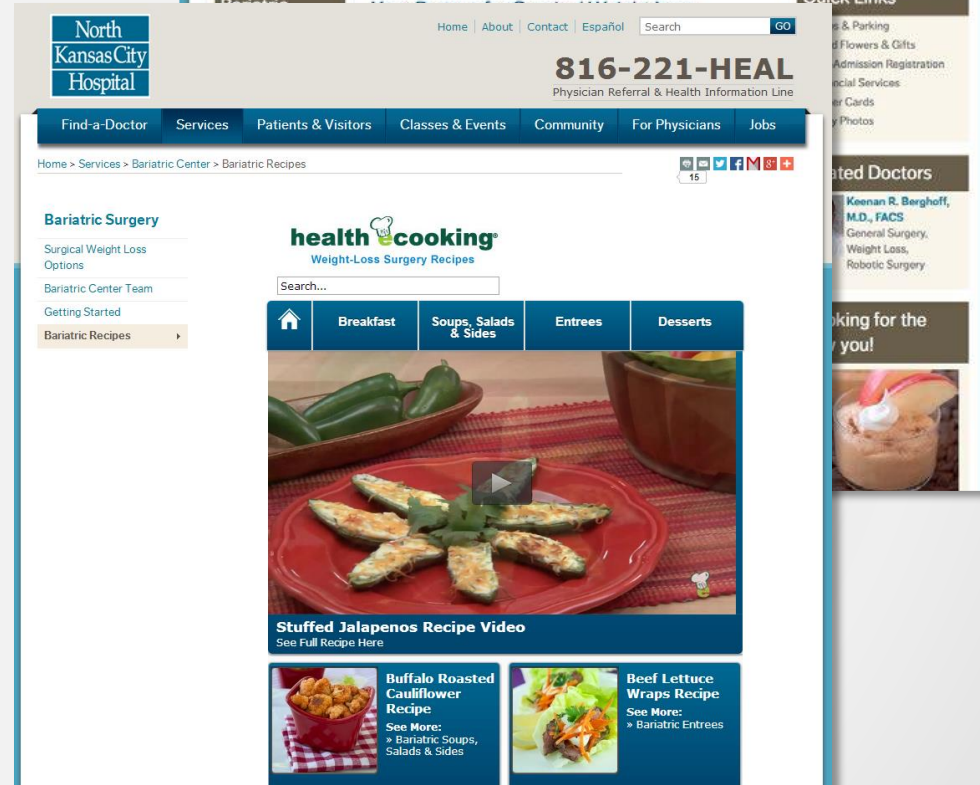 North
Kansas City
Hospital
Home | About | Contact | Español
Search
GO
816-221-HEAL
Physician Referral & Health Information Line
Find-a-Doctor
Services
Patients & Visitors
Classes & Events
Community
For Physicians
Jobs
Home > Services > Bariatric Center > Bariatric Recipes
15
Bariatric Surgery
Surgical Weight Loss
Options
Bariatric Center Team
Getting Started
Bariatric Recipes
health e cooking®
Weight-Loss Surgery Recipes
Search...
Breakfast
Soups, Salads
& Sides
Entrees
Desserts
Stuffed Jalapenos Recipe Video
See Full Recipe Here
Buffalo Roasted
Cauliflower
Recipe
See More:
» Bariatric Soups,
Salads & Sides
Beef Lettuce
Wraps Recipe
See More:
» Bariatric Entrees
Links
& Parking
Flowers & Gifts
Admission Registration
Services
Cards
Photos
Doctors
Keenan R. Berghoff,
M.D., FACS
General Surgery,
Weight Loss,
Robotic Surgery
for the
you!